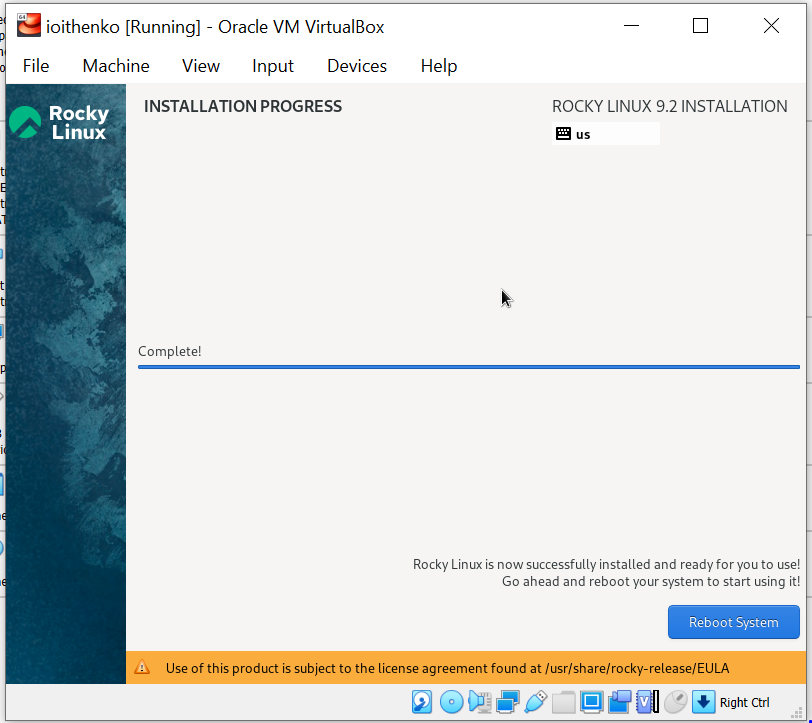 ioithenko [Running] - Oracle VM VirtualBox
File Machine View Input Devices Help
Rocky
Linux
INSTALLATION PROGRESS
ROCKY LINUX 9.2 INSTALLATION
us
Complete!
Rocky Linux is now successfully installed and ready for you to use!
Go ahead and reboot your system to start using it!
Reboot System
Use of this product is subject to the license agreement found at /usr/share/rocky-release/EULA
Right Ctrl